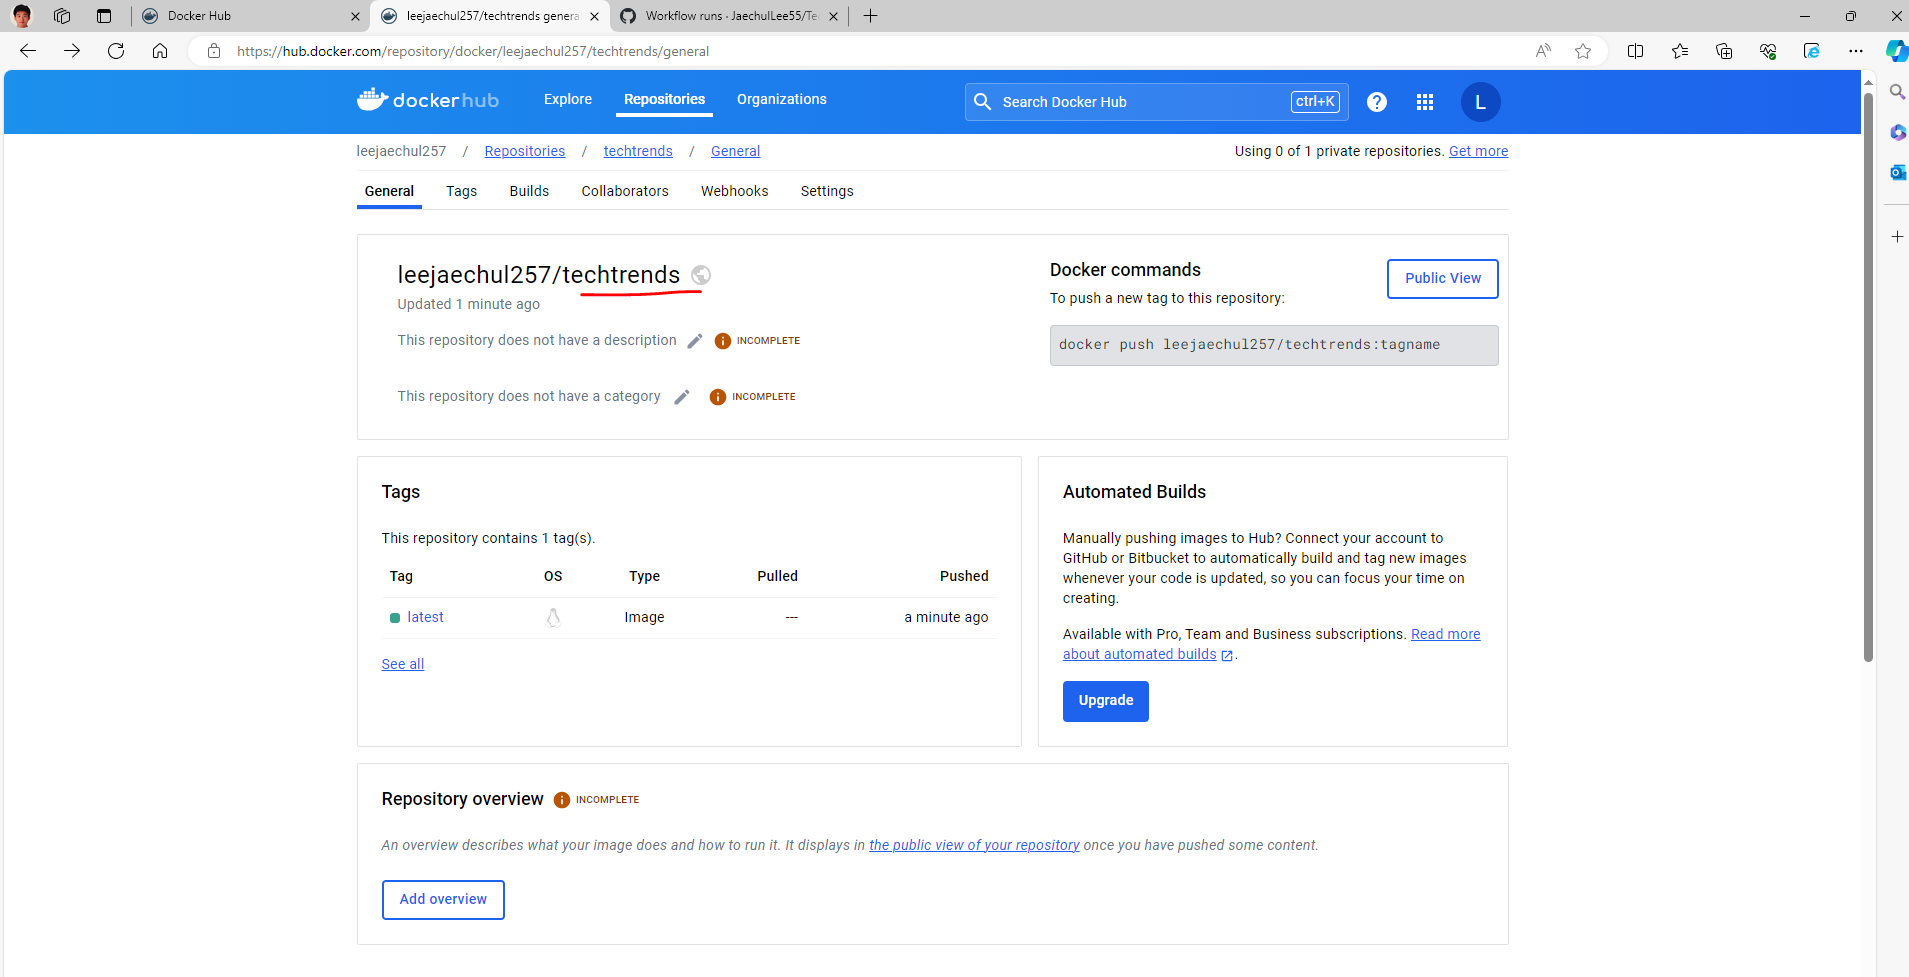 Docker Hub
leejaechul257/techtrends genera
Workflow runs · JaechulLee55/Te
https://hub.docker.com/repository/docker/leejaechul257/techtrends/general
dockerhub
Explore
Repositories
Organizations
Search Docker Hub
ctrl+K
?
L
leejaechul257 / Repositories / techtrends / General
Using 0 of 1 private repositories. Get more
General
Tags
Builds
Collaborators
Webhooks
Settings
leejaechul257/techtrends
Updated 1 minute ago
This repository does not have a description
INCOMPLETE
This repository does not have a category
INCOMPLETE
Docker commands
Public View
To push a new tag to this repository:
docker push leejaechul257/techtrends:tagname
Tags
This repository contains 1 tag(s).
Tag OS Type Pulled Pushed
latest Image --- a minute ago
See all
Automated Builds
Manually pushing images to Hub? Connect your account to
GitHub or Bitbucket to automatically build and tag new images
whenever your code is updated, so you can focus your time on
creating.
Available with Pro, Team and Business subscriptions. Read more
about automated builds .
Upgrade
Repository overview
INCOMPLETE
An overview describes what your image does and how to run it. It displays in the public view of your repository once you have pushed some content.
Add overview